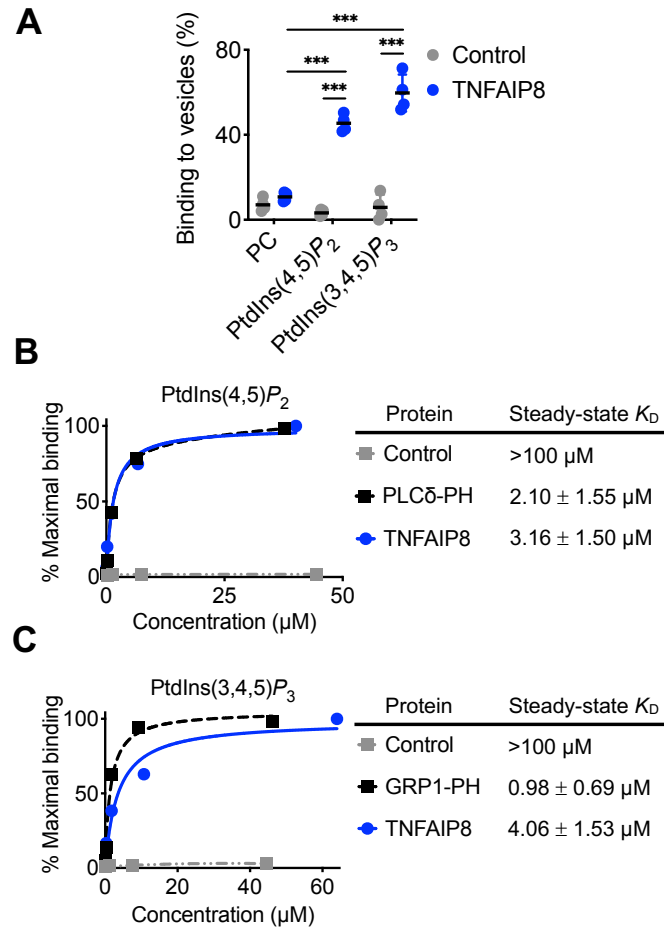 A
Binding to vesicles (%)
80
40
0
***
***
***
***
Control
TNFAIP8
PC
PtdIns(4,5)P2
PtdIns(3,4,5)P3
B
PtdIns(4,5)P2
% Maximal binding
100
50
0
0 25 50
Concentration (µM)
Protein Steady-state KD
Control >100 µM
PLCδ-PH 2.10 ± 1.55 µM
TNFAIP8 3.16 ± 1.50 µM
C
PtdIns(3,4,5)P3
% Maximal binding
100
50
0
0 20 40 60
Concentration (µM)
Protein Steady-state KD
Control >100 µM
GRP1-PH 0.98 ± 0.69 µM
TNFAIP8 4.06 ± 1.53 µM